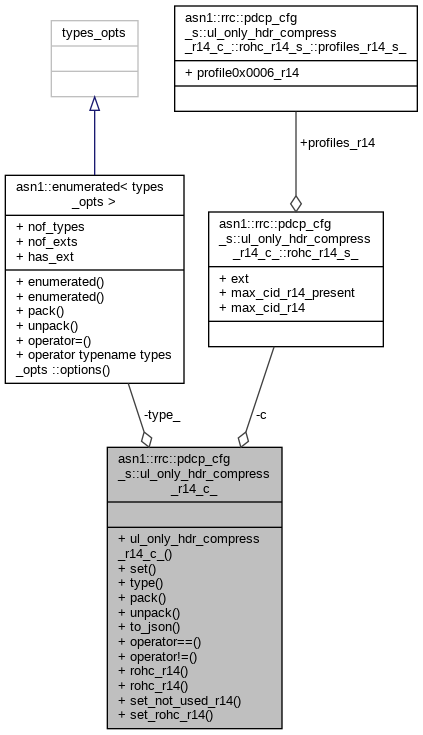 types_opts
asn1::rrc::pdcp_cfg
_s::ul_only_hdr_compress
_r14_c_::rohc_r14_s_::profiles_r14_s_
+ profile0x0006_r14
+profiles_r14
asn1::enumerated< types
_opts >
+ nof_types
+ nof_exts
+ has_ext
+ enumerated()
+ enumerated()
+ pack()
+ unpack()
+ operator=()
+ operator typename types
_opts ::options()
asn1::rrc::pdcp_cfg
_s::ul_only_hdr_compress
_r14_c_::rohc_r14_s_
+ ext
+ max_cid_r14_present
+ max_cid_r14
-type_
-c
asn1::rrc::pdcp_cfg
_s::ul_only_hdr_compress
_r14_c_
+ ul_only_hdr_compress
_r14_c_()
+ set()
+ type()
+ pack()
+ unpack()
+ to_json()
+ operator==()
+ operator!=()
+ rohc_r14()
+ rohc_r14()
+ set_not_used_r14()
+ set_rohc_r14()